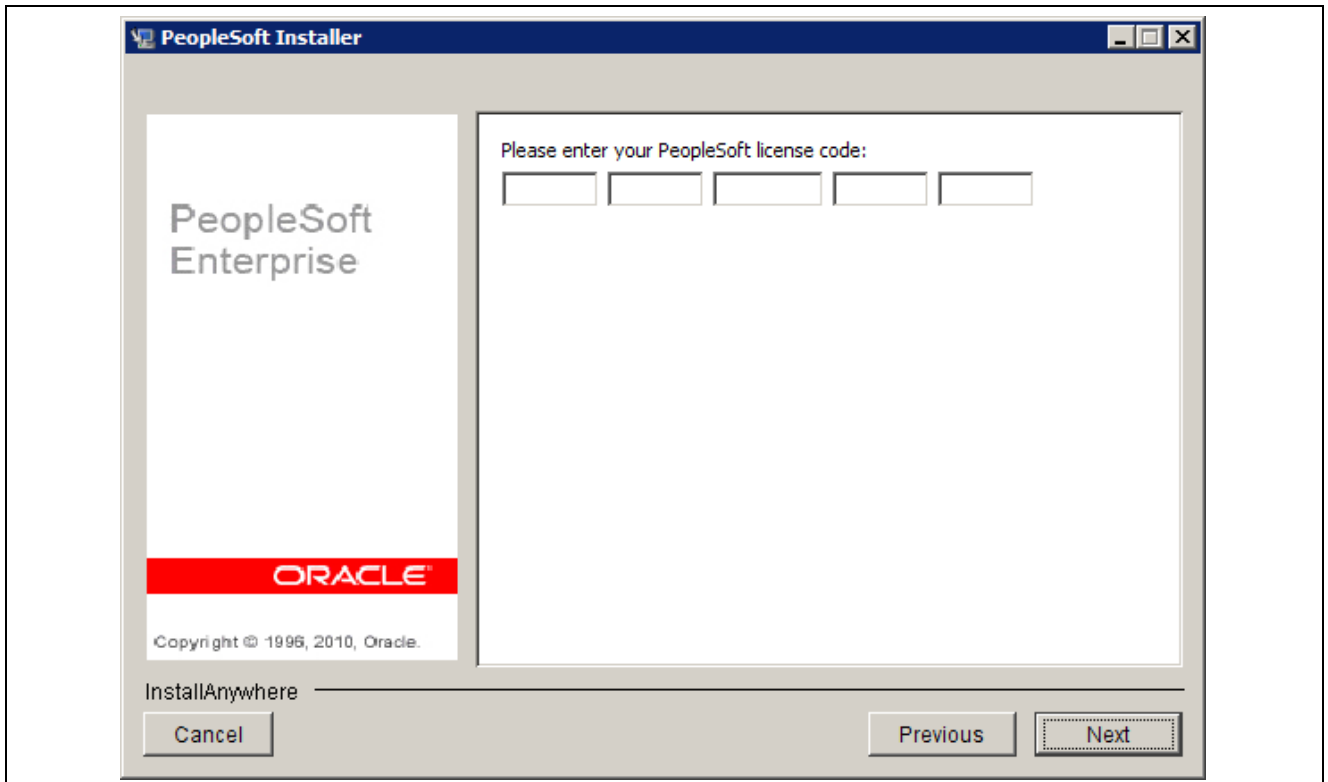 PeopleSoft Installer
PeopleSoft
Enterprise
ORACLE
Copyright © 1996, 2010, Oracle.
Please enter your PeopleSoft license code:
InstallAnywhere
Cancel
Previous
Next